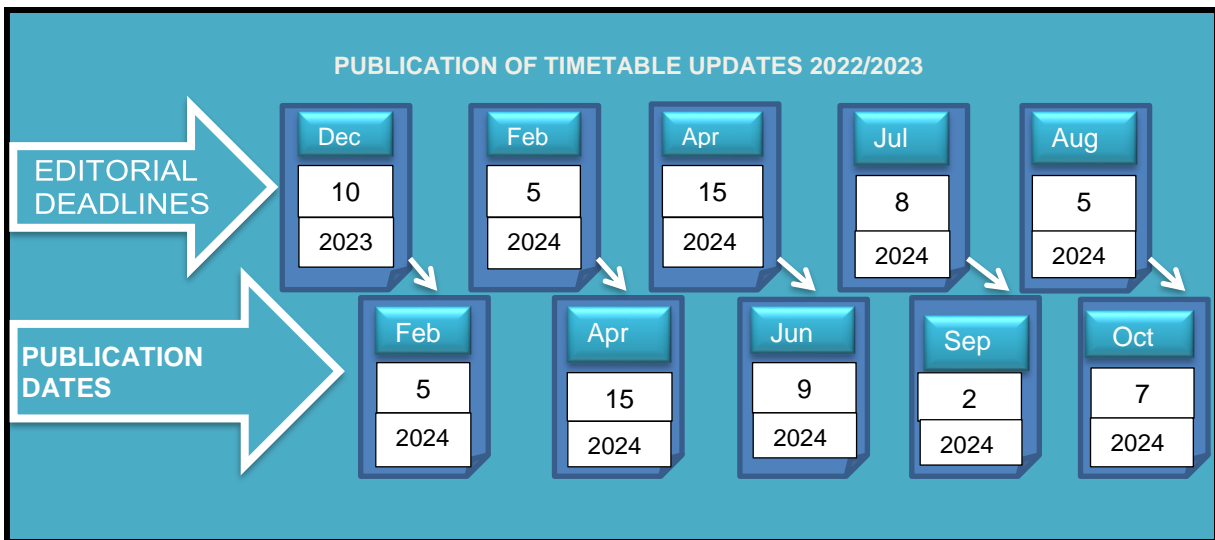 PUBLICATION OF TIMETABLE UPDATES 2022/2023
EDITORIAL
DEADLINES
Dec
10
2023
Feb
5
2024
Apr
15
2024
Jul
8
2024
Aug
5
2024
PUBLICATION
DATES
Feb
5
2024
Apr
15
2024
Jun
9
2024
Sep
2
2024
Oct
7
2024